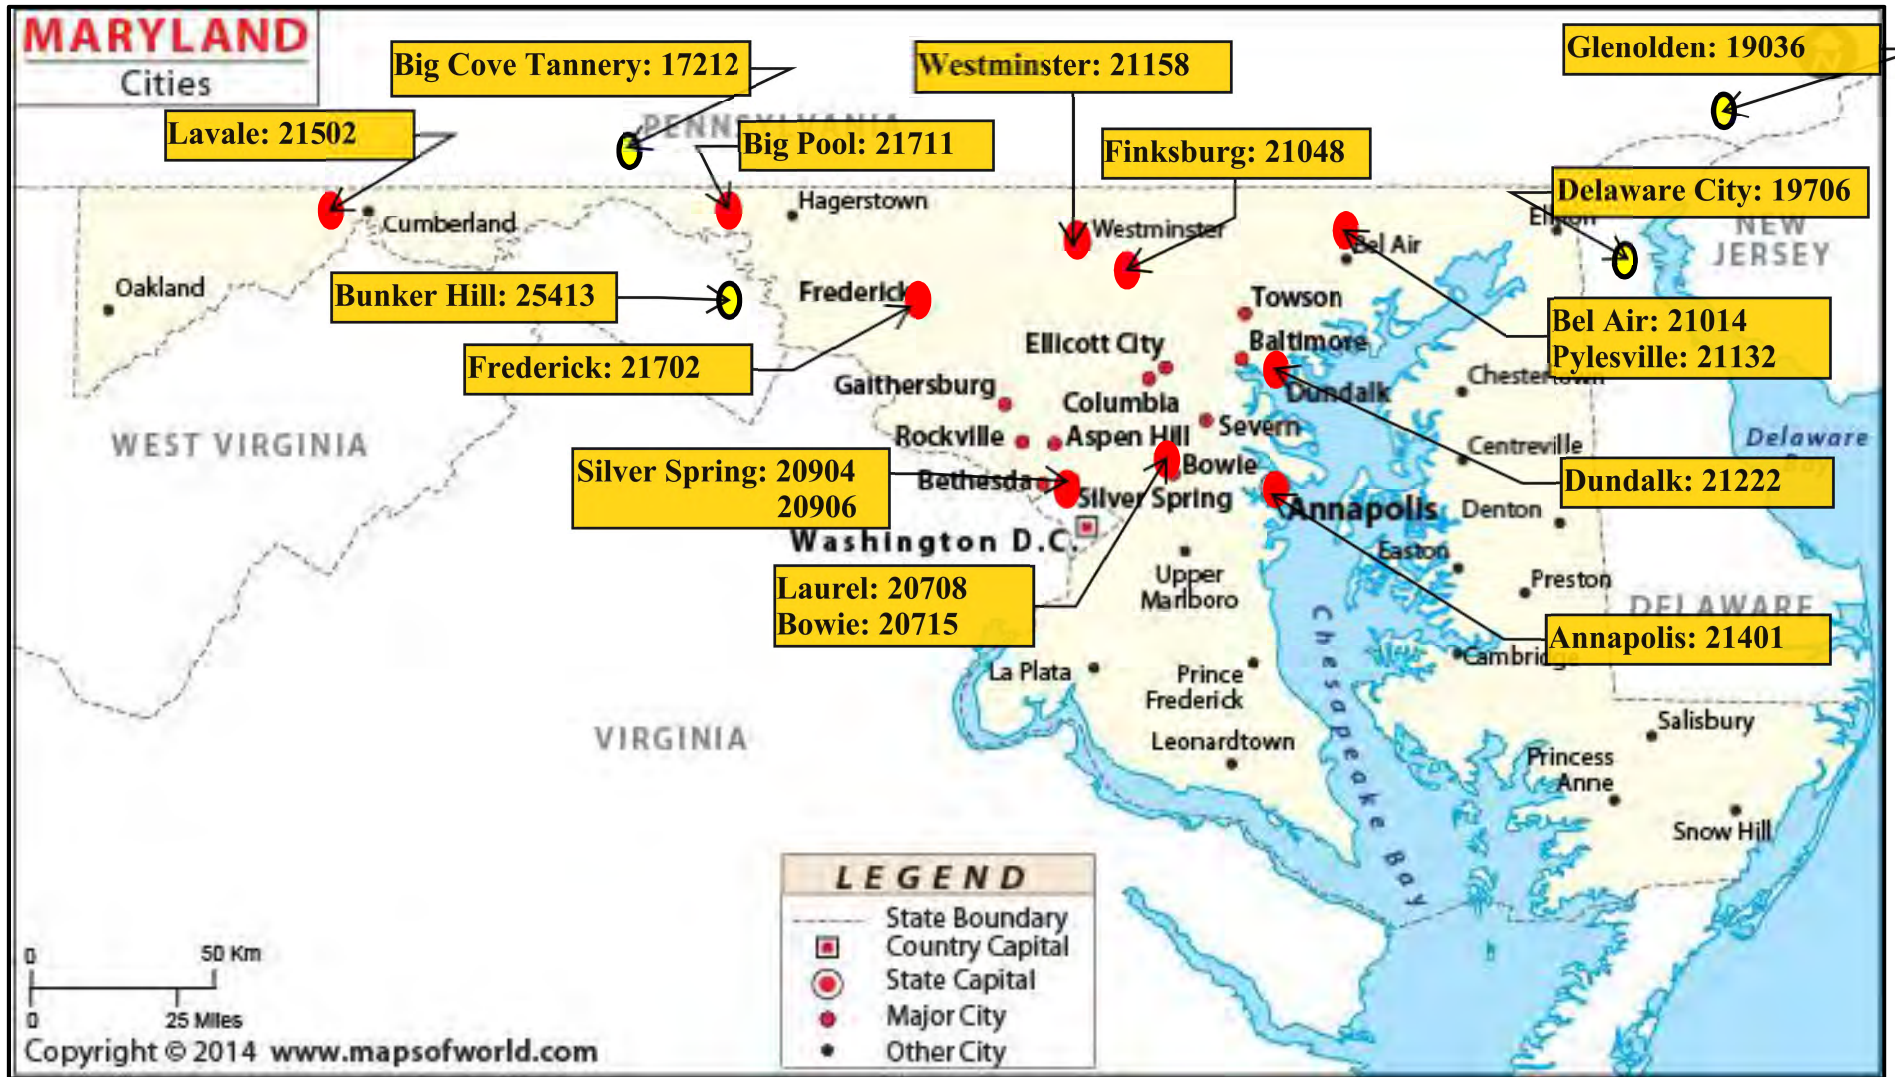 MARYLAND
Cities
Big Cove Tannery: 17212
Westminster: 21158
Glenolden: 19036
Lavale: 21502
PENNSYLVANIA
Big Pool: 21711
Finksburg: 21048
Delaware City: 19706
Hagerstown
Cumberland
Westminster
Bel Air
Elkton
NEW
JERSEY
Oakland
Bunker Hill: 25413
Frederick
Towson
Bel Air: 21014
Pylesville: 21132
Frederick: 21702
Ellicott City
Baltimore
Gaithersburg
Columbia
Dundalk
Chestertown
WEST VIRGINIA
Rockville
Aspen Hill
Severn
Centreville
Delaware
Bay
Silver Spring: 20904
20906
Bethesda
Bowie
Dundalk: 21222
Silver Spring
Annapolis
Denton
Washington D.C.
Easton
Laurel: 20708
Bowie: 20715
Upper
Marlboro
Preston
DELAWARE
Chesapeake Bay
Annapolis: 21401
Cambridge
La Plata
Prince
Frederick
VIRGINIA
Leonardtown
Salisbury
Princess
Anne
Snow Hill
LEGEND
State Boundary
Country Capital
State Capital
Major City
Other City
0 50 Km
0 25 Miles
Copyright © 2014 www.mapsofworld.com